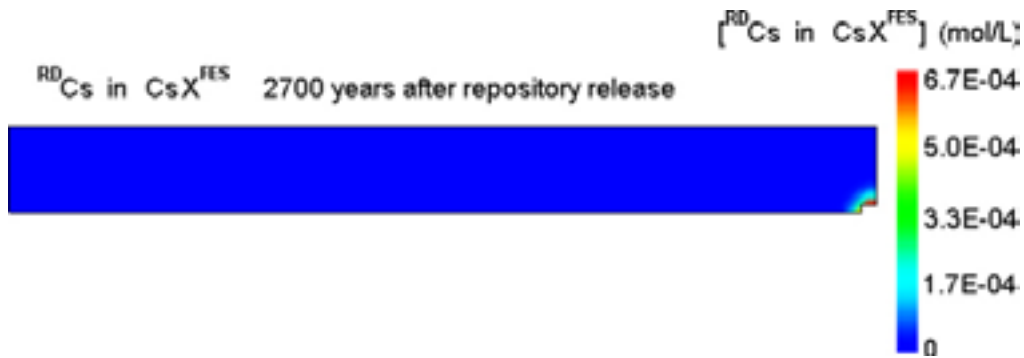 [ᴿᴰCs in CsXᶠᴱˢ] (mol/L)
ᴿᴰCs in CsXᶠᴱˢ 2700 years after repository release
6.7E-04
5.0E-04
3.3E-04
1.7E-04
0